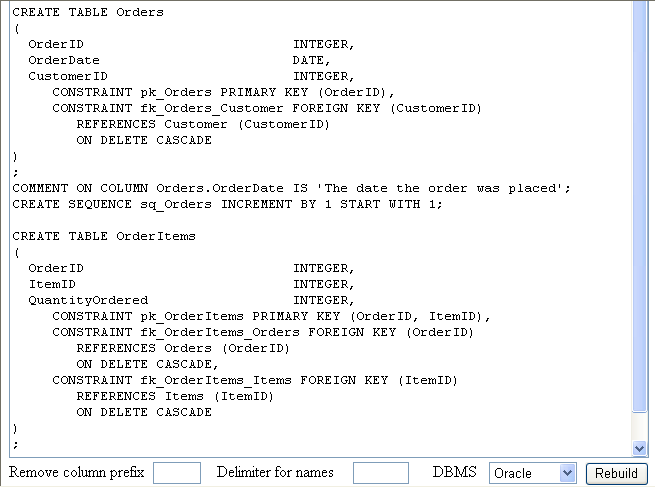 CREATE TABLE Orders
(
  OrderID                          INTEGER,
  OrderDate                        DATE,
  CustomerID                       INTEGER,
     CONSTRAINT pk_Orders PRIMARY KEY (OrderID),
     CONSTRAINT fk_Orders_Customer FOREIGN KEY (CustomerID)
        REFERENCES Customer (CustomerID)
        ON DELETE CASCADE
)
;
COMMENT ON COLUMN Orders.OrderDate IS 'The date the order was placed';
CREATE SEQUENCE sq_Orders INCREMENT BY 1 START WITH 1;

CREATE TABLE OrderItems
(
  OrderID                          INTEGER,
  ItemID                           INTEGER,
  QuantityOrdered                  INTEGER,
     CONSTRAINT pk_OrderItems PRIMARY KEY (OrderID, ItemID),
     CONSTRAINT fk_OrderItems_Orders FOREIGN KEY (OrderID)
        REFERENCES Orders (OrderID)
        ON DELETE CASCADE,
     CONSTRAINT fk_OrderItems_Items FOREIGN KEY (ItemID)
        REFERENCES Items (ItemID)
        ON DELETE CASCADE
)
;
Remove column prefix Delimiter for names DBMS Oracle Rebuild